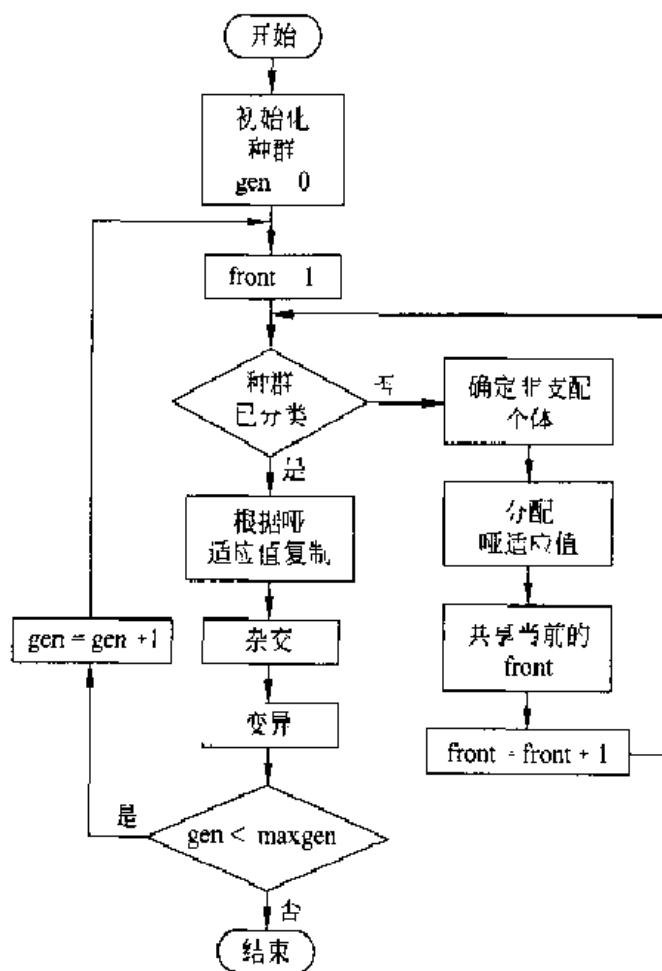 开始
初始化
种群
gen 0
front 1
种群
已分类
否
是
确定非支配
个体
根据哑
适应值复制
分配
哑适应值
杂交
共享当前的
front
gen = gen +1
变异
front = front + 1
gen < maxgen
是
否
结束